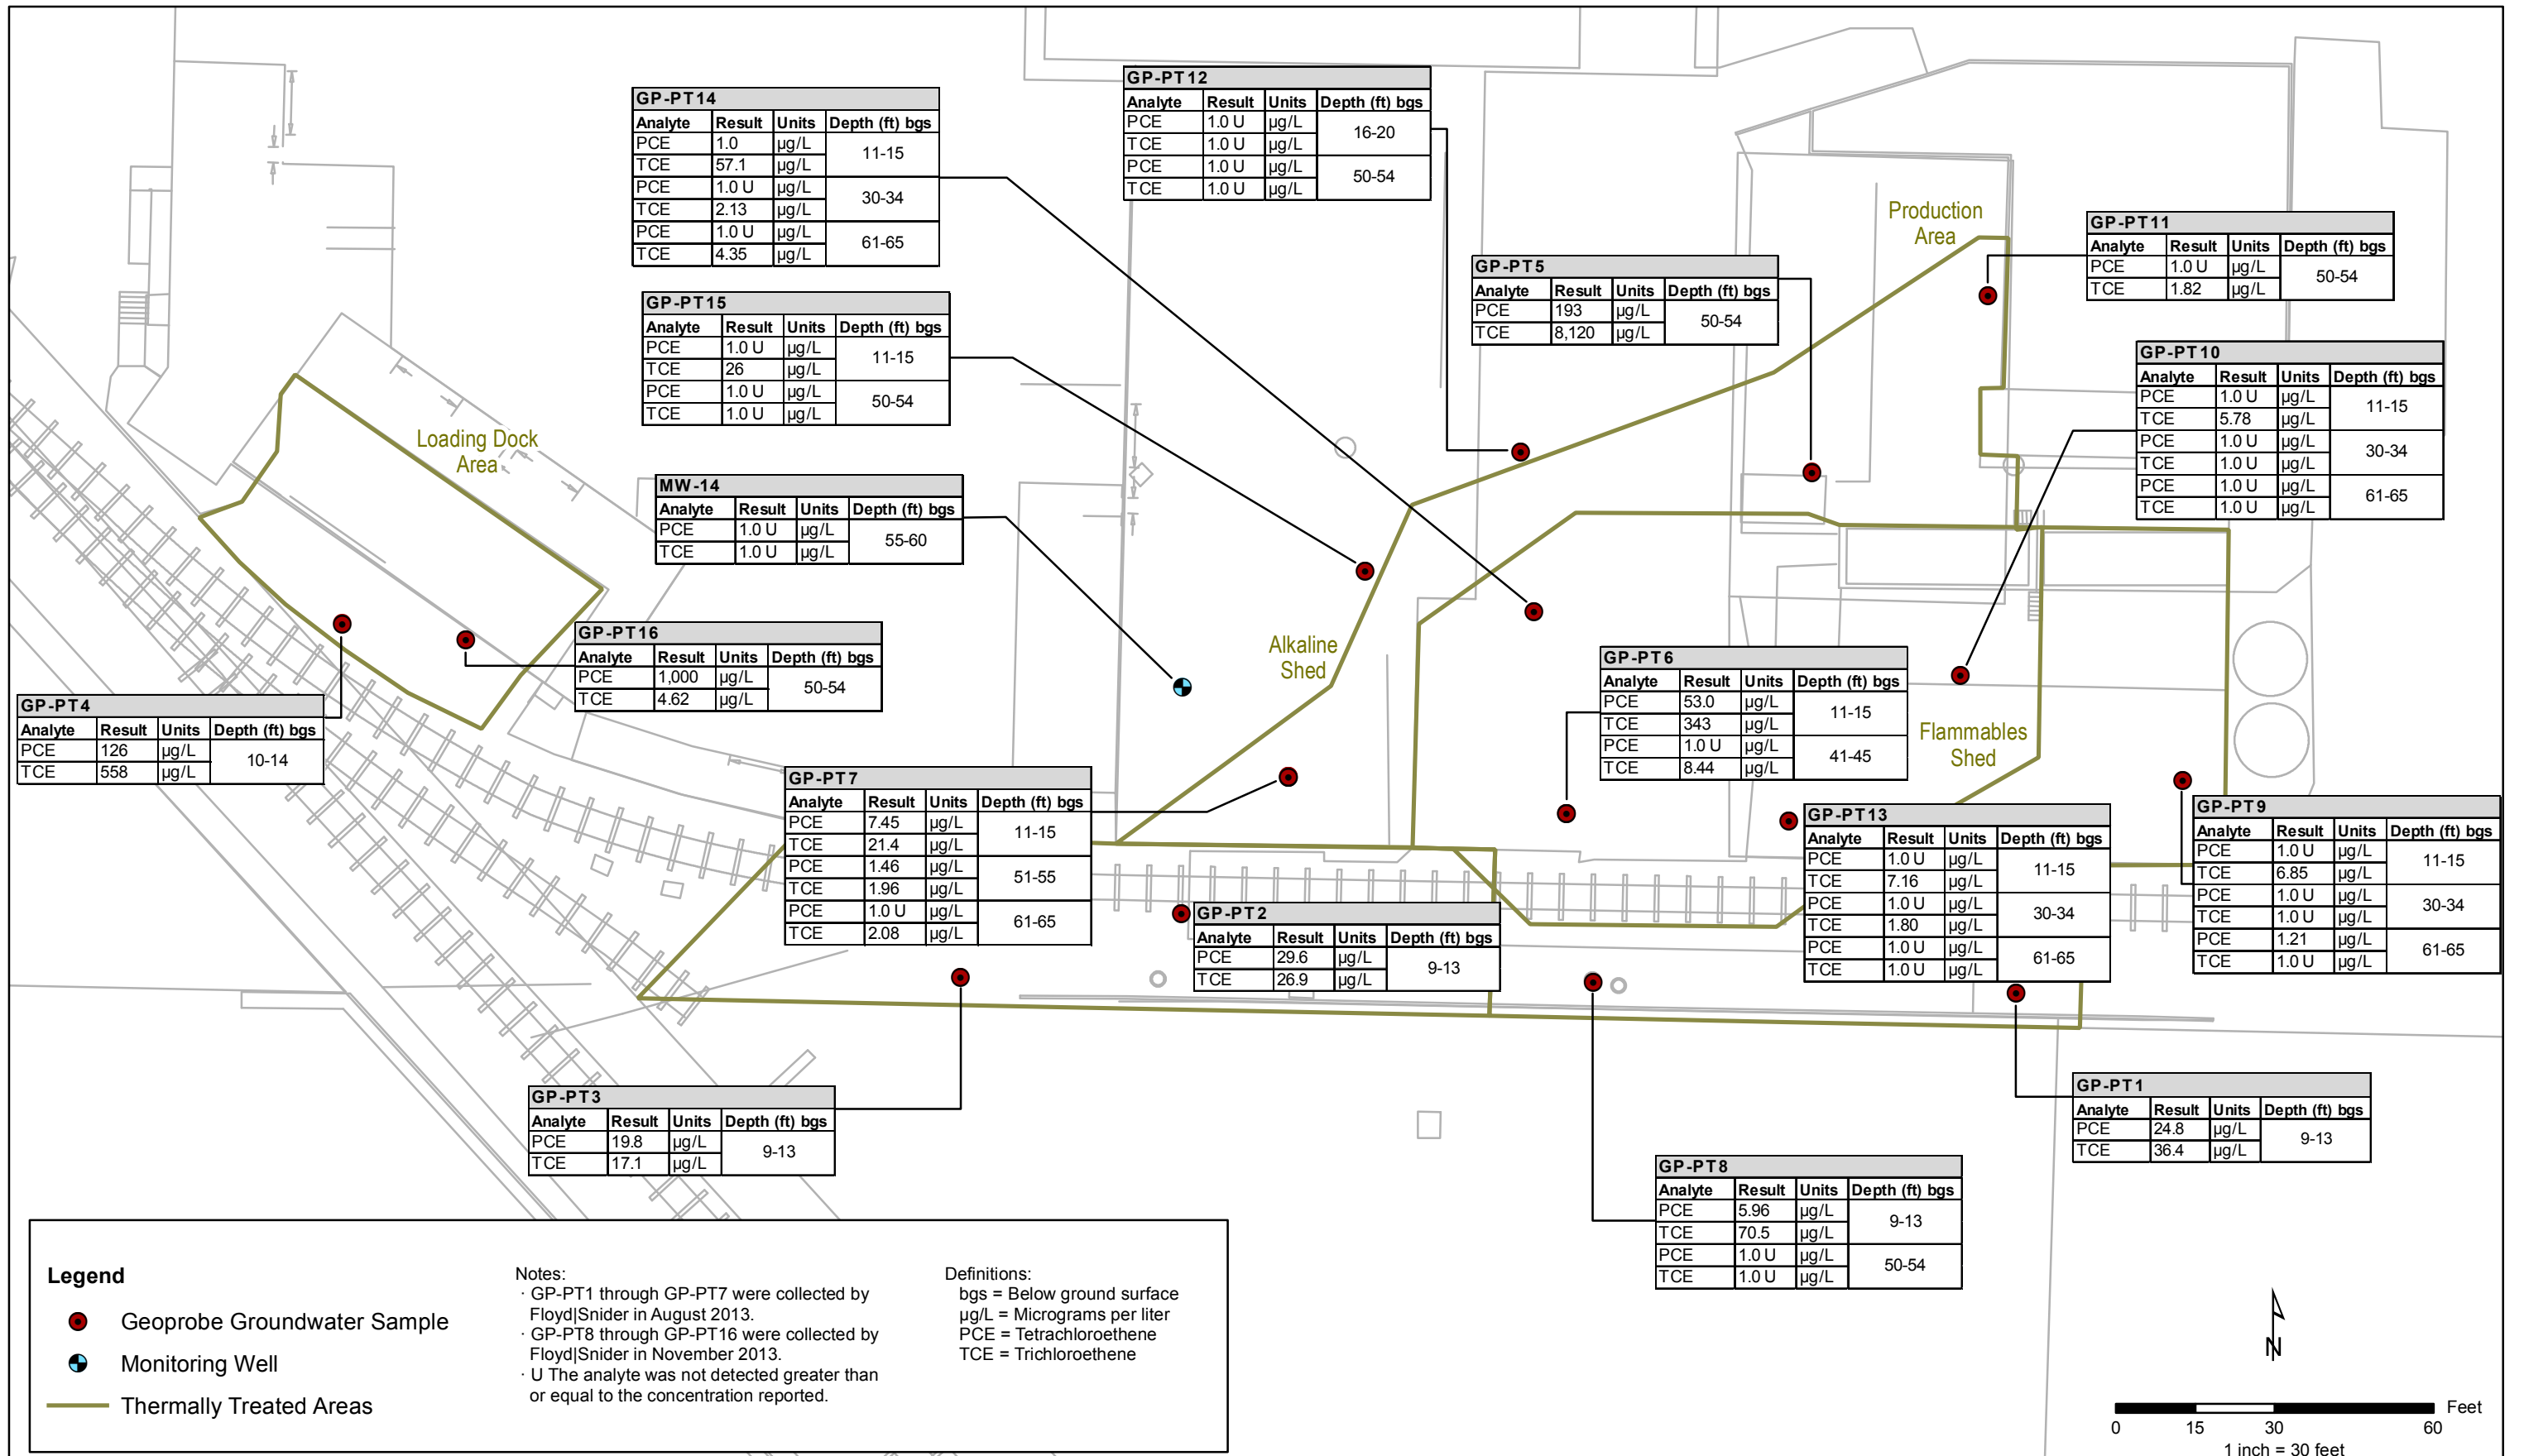 GP-PT14
Analyte Result Units Depth (ft) bgs
PCE 1.0 µg/L 11-15
TCE 57.1 µg/L
PCE 1.0 U µg/L 30-34
TCE 2.13 µg/L
PCE 1.0 U µg/L 61-65
TCE 4.35 µg/L
GP-PT12
Analyte Result Units Depth (ft) bgs
PCE 1.0 U µg/L 16-20
TCE 1.0 U µg/L
PCE 1.0 U µg/L 50-54
TCE 1.0 U µg/L
Production
Area
GP-PT11
Analyte Result Units Depth (ft) bgs
PCE 1.0 U µg/L 50-54
TCE 1.82 µg/L
GP-PT5
Analyte Result Units Depth (ft) bgs
PCE 193 µg/L 50-54
TCE 8,120 µg/L
GP-PT15
Analyte Result Units Depth (ft) bgs
PCE 1.0 U µg/L 11-15
TCE 26 µg/L
PCE 1.0 U µg/L 50-54
TCE 1.0 U µg/L
GP-PT10
Analyte Result Units Depth (ft) bgs
PCE 1.0 U µg/L 11-15
TCE 5.78 µg/L
PCE 1.0 U µg/L 30-34
TCE 1.0 U µg/L
PCE 1.0 U µg/L 61-65
TCE 1.0 U µg/L
Loading Dock
Area
MW-14
Analyte Result Units Depth (ft) bgs
PCE 1.0 U µg/L 55-60
TCE 1.0 U µg/L
GP-PT16
Analyte Result Units Depth (ft) bgs
PCE 1,000 µg/L 50-54
TCE 4.62 µg/L
Alkaline
Shed
GP-PT6
Analyte Result Units Depth (ft) bgs
PCE 53.0 µg/L 11-15
TCE 343 µg/L
PCE 1.0 U µg/L 41-45
TCE 8.44 µg/L
Flammables
Shed
GP-PT4
Analyte Result Units Depth (ft) bgs
PCE 126 µg/L 10-14
TCE 558 µg/L
GP-PT7
Analyte Result Units Depth (ft) bgs
PCE 7.45 µg/L 11-15
TCE 21.4 µg/L
PCE 1.46 µg/L 51-55
TCE 1.96 µg/L
PCE 1.0 U µg/L 61-65
TCE 2.08 µg/L
GP-PT13
Analyte Result Units Depth (ft) bgs
PCE 1.0 U µg/L 11-15
TCE 7.16 µg/L
PCE 1.0 U µg/L 30-34
TCE 1.80 µg/L
PCE 1.0 U µg/L 61-65
TCE 1.0 U µg/L
GP-PT9
Analyte Result Units Depth (ft) bgs
PCE 1.0 U µg/L 11-15
TCE 6.85 µg/L
PCE 1.0 U µg/L 30-34
TCE 1.0 U µg/L
PCE 1.21 µg/L 61-65
TCE 1.0 U µg/L
GP-PT2
Analyte Result Units Depth (ft) bgs
PCE 29.6 µg/L 9-13
TCE 26.9 µg/L
GP-PT3
Analyte Result Units Depth (ft) bgs
PCE 19.8 µg/L 9-13
TCE 17.1 µg/L
GP-PT1
Analyte Result Units Depth (ft) bgs
PCE 24.8 µg/L 9-13
TCE 36.4 µg/L
GP-PT8
Analyte Result Units Depth (ft) bgs
PCE 5.96 µg/L 9-13
TCE 70.5 µg/L
PCE 1.0 U µg/L 50-54
TCE 1.0 U µg/L
Legend
Geoprobe Groundwater Sample
Monitoring Well
Thermally Treated Areas
Notes:
· GP-PT1 through GP-PT7 were collected by
Floyd|Snider in August 2013.
· GP-PT8 through GP-PT16 were collected by
Floyd|Snider in November 2013.
· U The analyte was not detected greater than
or equal to the concentration reported.
Definitions:
bgs = Below ground surface
µg/L = Micrograms per liter
PCE = Tetrachloroethene
TCE = Trichloroethene
N
Feet
0 15 30 60
1 inch = 30 feet